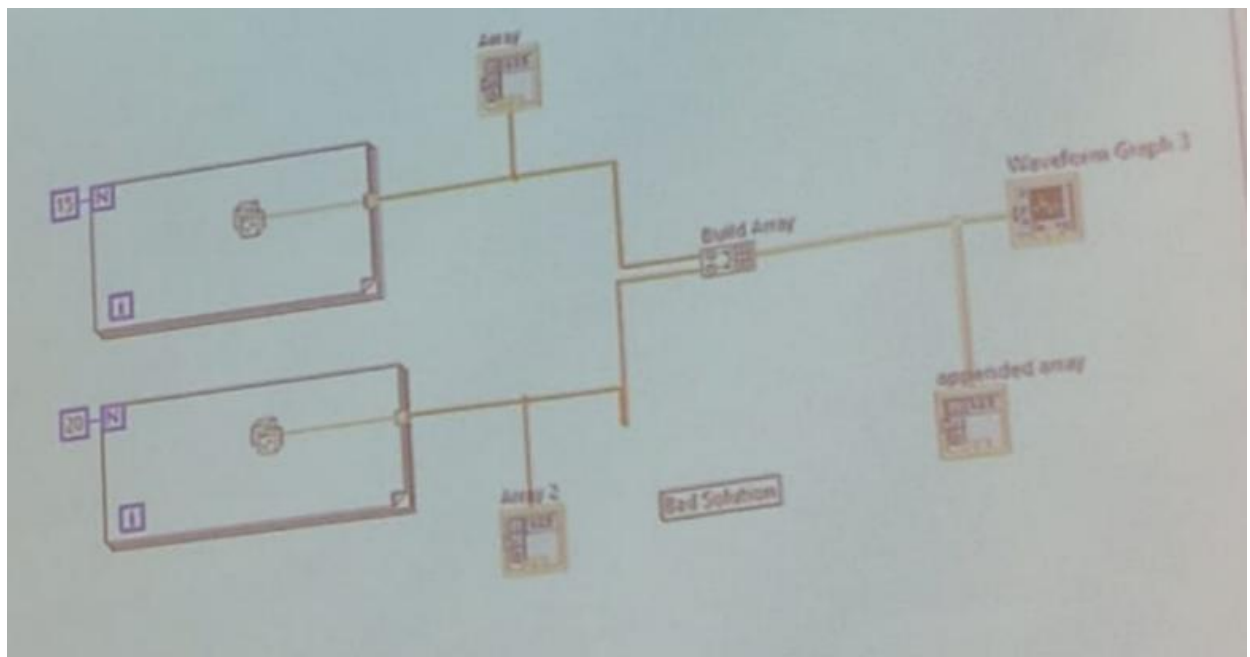 Array
15
N
i
Build Array
Waveform Graph 3
appended array
20
N
i
Array 2
Bad Solution